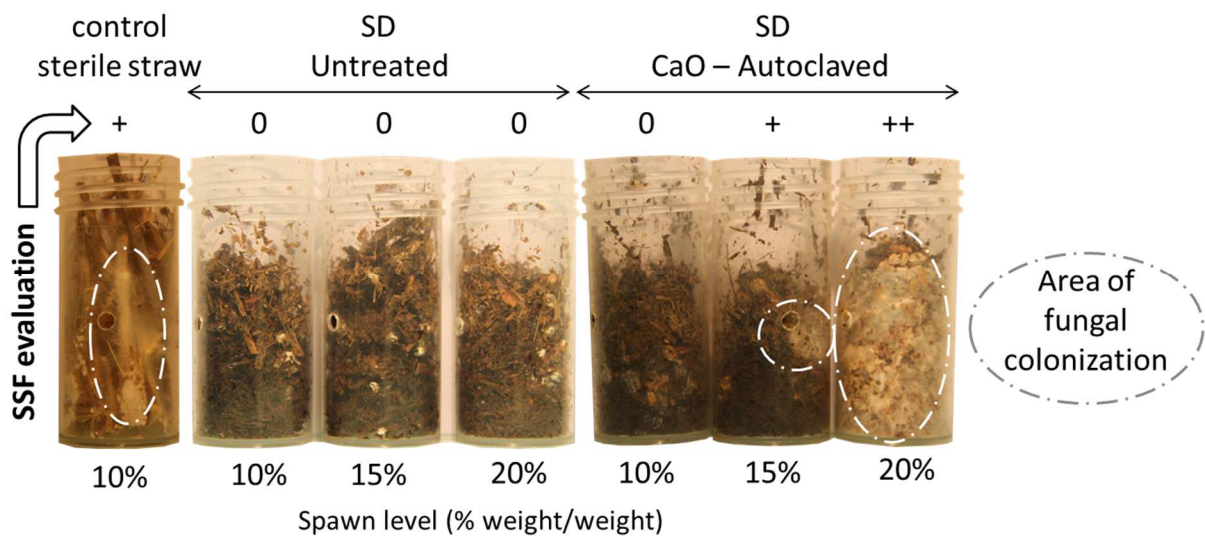 control
sterile straw
SD
Untreated
SD
CaO – Autoclaved
+ 0 0 0 0 + ++
SSF evaluation
Area of
fungal
colonization
10% 10% 15% 20% 10% 15% 20%
Spawn level (% weight/weight)